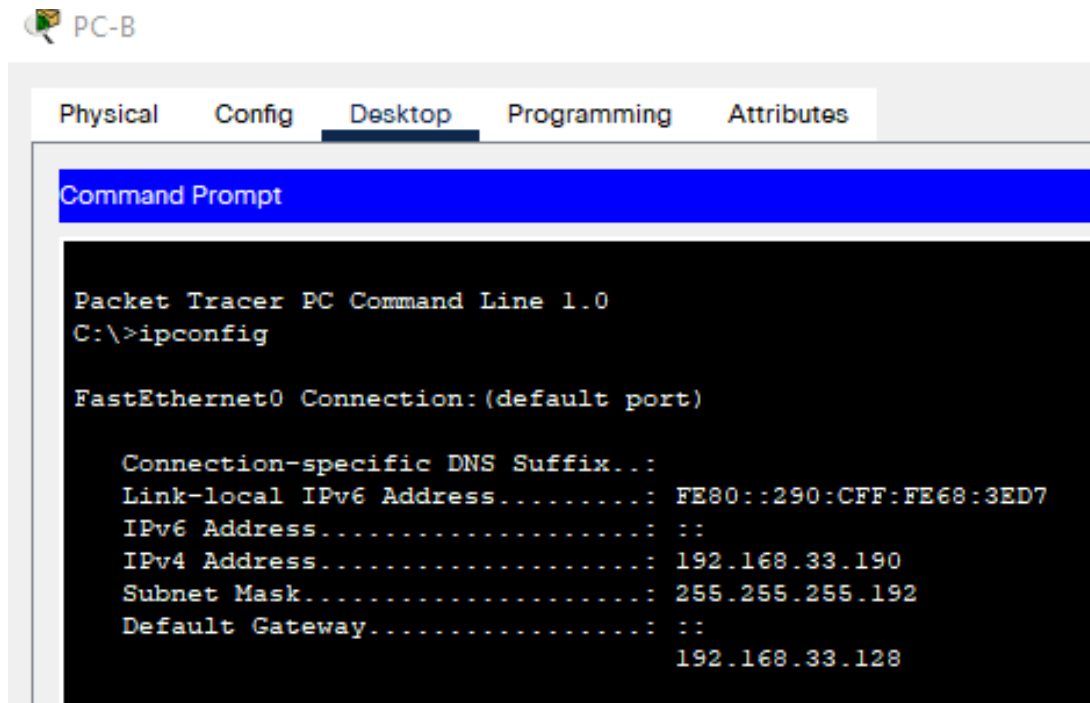 PC-B
Physical Config Desktop Programming Attributes
Command Prompt
Packet Tracer PC Command Line 1.0
C:\>ipconfig
FastEthernet0 Connection:(default port)
Connection-specific DNS Suffix..:
Link-local IPv6 Address.........: FE80::290:CFF:FE68:3ED7
IPv6 Address....................: ::
IPv4 Address....................: 192.168.33.190
Subnet Mask.....................: 255.255.255.192
Default Gateway.................: ::
192.168.33.128